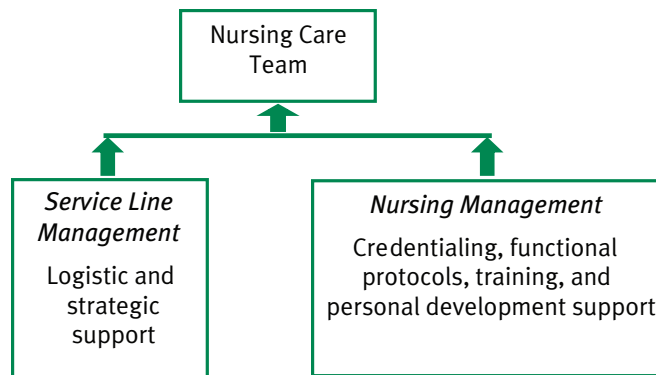 Nursing Care
Team
Service Line
Management
Logistic and
strategic
support
Nursing Management
Credentialing, functional
protocols, training, and
personal development support